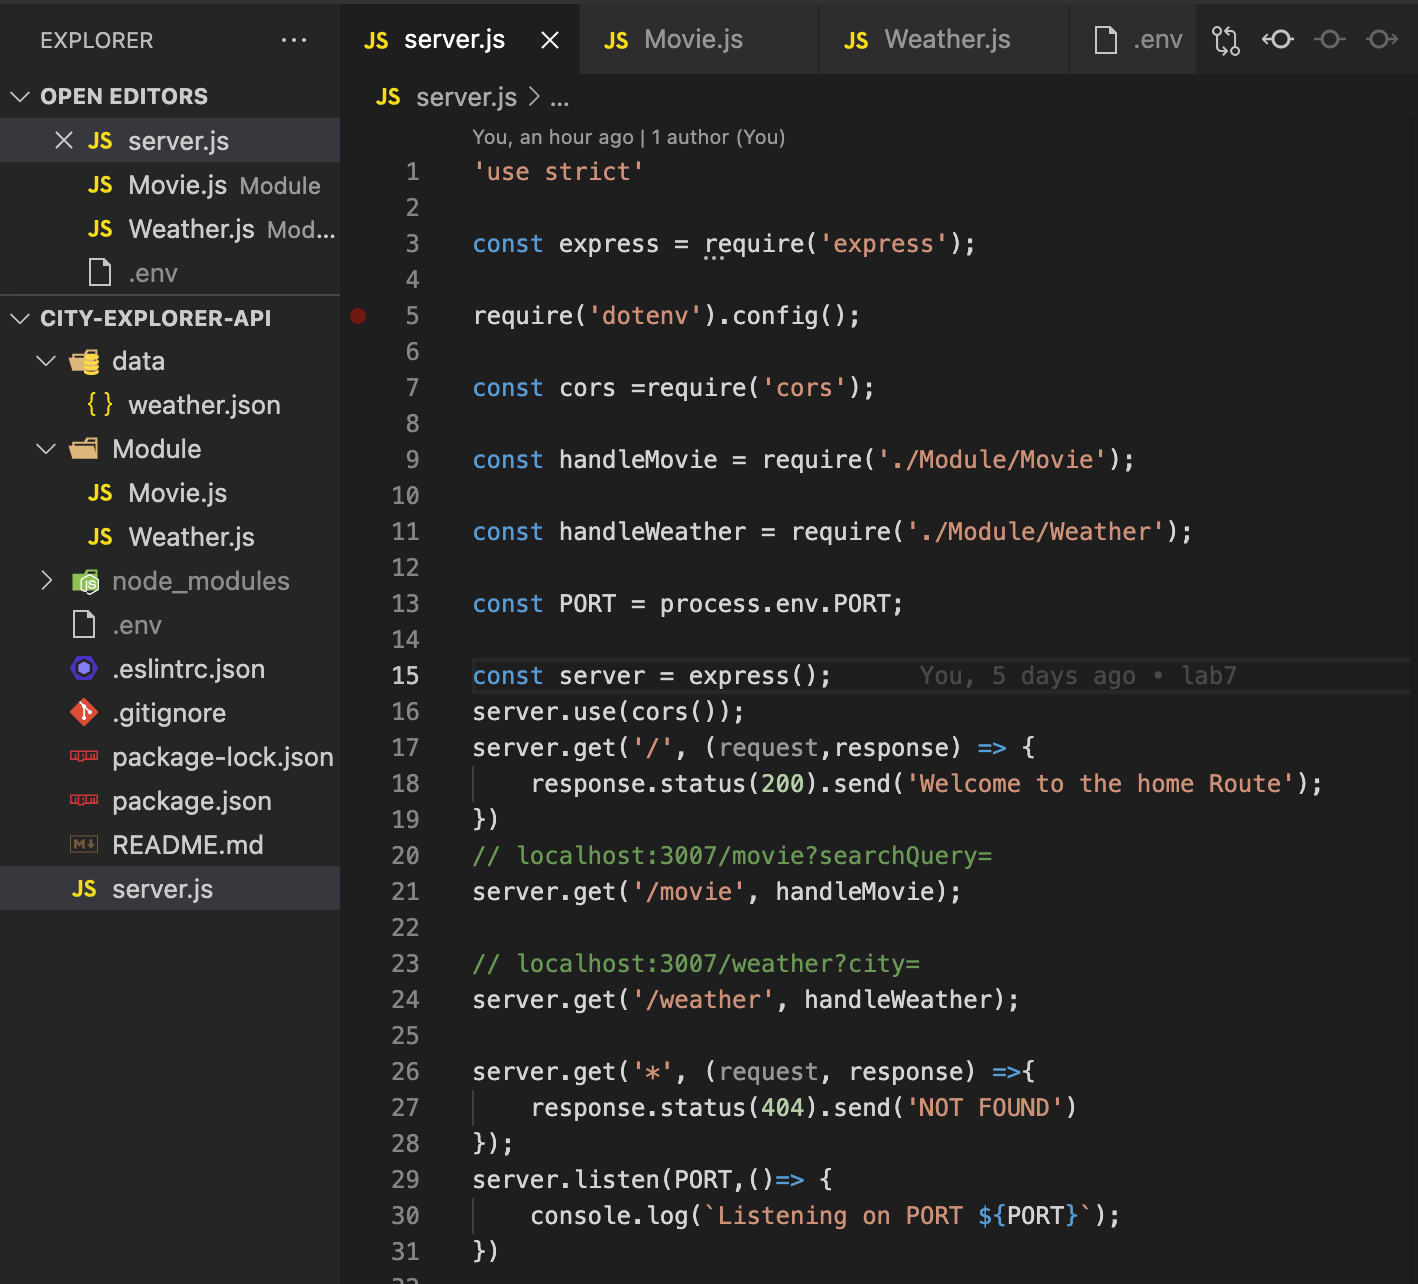 EXPLORER ...
JS server.js
JS Movie.js
JS Weather.js
.env
OPEN EDITORS
JS server.js
JS Movie.js Module
JS Weather.js Mod...
.env
CITY-EXPLORER-API
data
{ } weather.json
Module
JS Movie.js
JS Weather.js
JS node_modules
.env
.eslintrc.json
.gitignore
package-lock.json
package.json
M↓ README.md
JS server.js
JS server.js > ...
You, an hour ago | 1 author (You)
1 'use strict'
2
3 const express = require('express');
4
5 require('dotenv').config();
6
7 const cors =require('cors');
8
9 const handleMovie = require('./Module/Movie');
10
11 const handleWeather = require('./Module/Weather');
12
13 const PORT = process.env.PORT;
14
15 const server = express(); You, 5 days ago • lab7
16 server.use(cors());
17 server.get('/', (request,response) => {
18 response.status(200).send('Welcome to the home Route');
19 })
20 // localhost:3007/movie?searchQuery=
21 server.get('/movie', handleMovie);
22
23 // localhost:3007/weather?city=
24 server.get('/weather', handleWeather);
25
26 server.get('*', (request, response) =>{
27 response.status(404).send('NOT FOUND')
28 });
29 server.listen(PORT,()=> {
30 console.log(`Listening on PORT ${PORT}`);
31 })